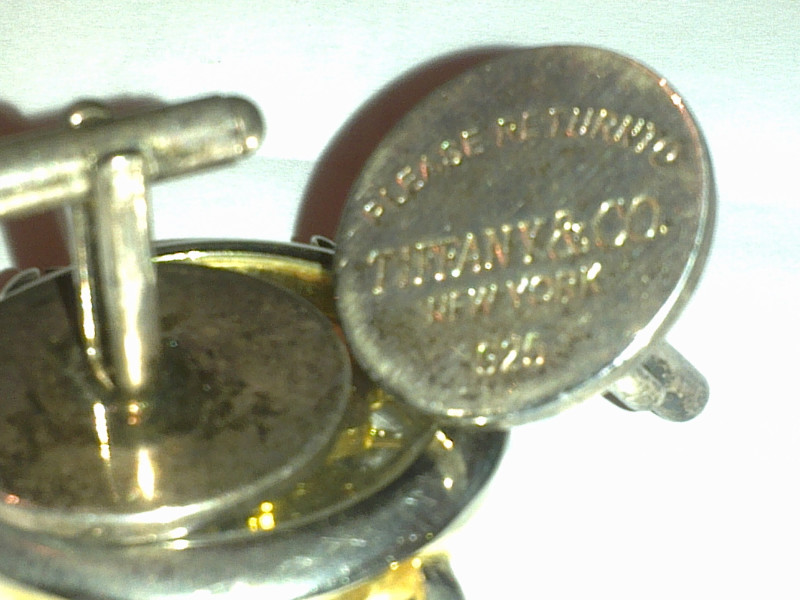 PLEASE RETURN TO
TIFFANY & CO.
NEW YORK
925